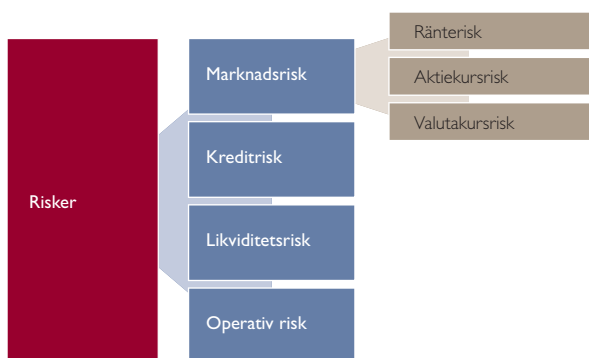 Risker
Marknadsrisk
Ränterisk
Aktiekursrisk
Valutakursrisk
Kreditrisk
Likviditetsrisk
Operativ risk